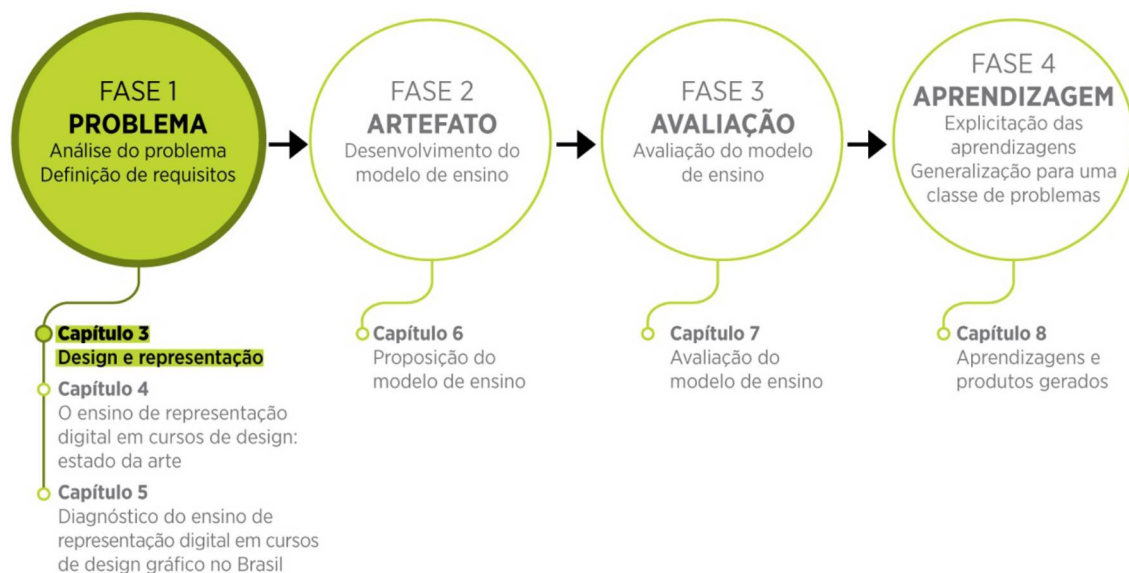 FASE 1
PROBLEMA
Análise do problema
Definição de requisitos
FASE 2
ARTEFATO
Desenvolvimento do
modelo de ensino
FASE 3
AVALIAÇÃO
Avaliação do modelo
de ensino
FASE 4
APRENDIZAGEM
Explicitação das
aprendizagens
Generalização para uma
classe de problemas
Capítulo 3
Design e representação
Capítulo 4
O ensino de representação
digital em cursos de design:
estado da arte
Capítulo 5
Diagnóstico do ensino de
representação digital em cursos
de design gráfico no Brasil
Capítulo 6
Proposição do
modelo de ensino
Capítulo 7
Avaliação do
modelo de ensino
Capítulo 8
Aprendizagens e
produtos gerados